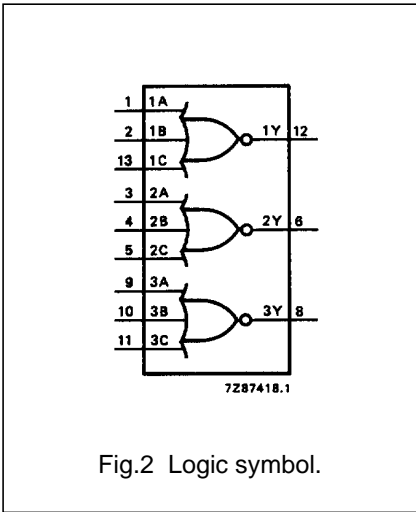 1 1A
2 1B 1Y 12
13 1C
3 2A
4 2B 2Y 6
5 2C
9 3A
10 3B 3Y 8
11 3C
7Z87418.1
Fig.2 Logic symbol.